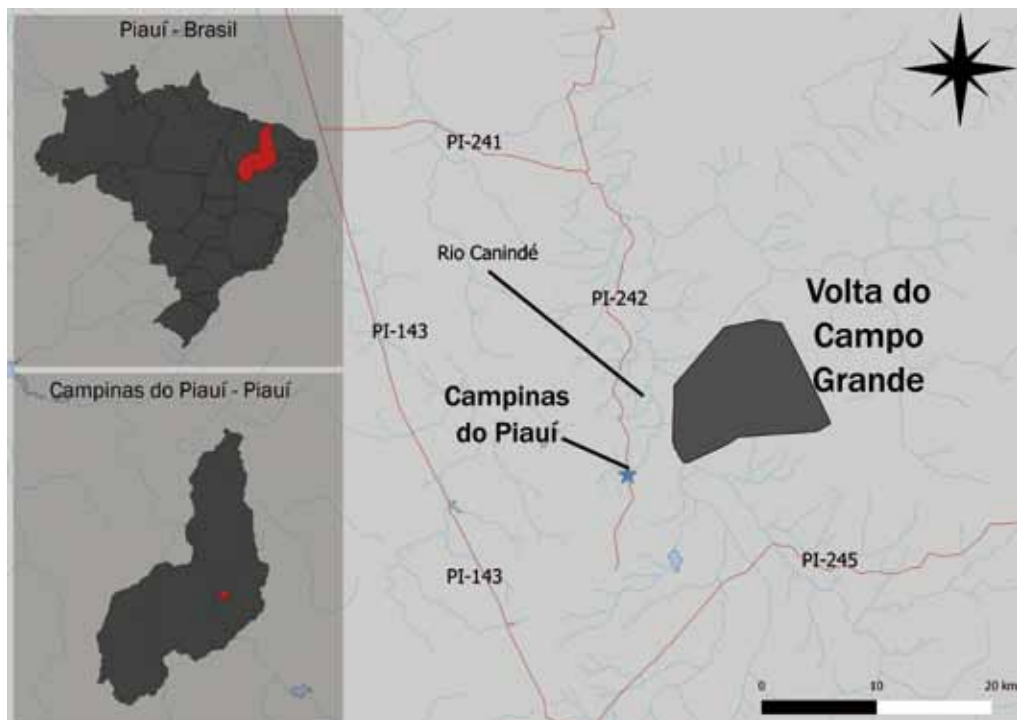 Piauí - Brasil
Campinas do Piauí - Piauí
PI-241
Rio Canindé
PI-242
PI-143
Volta do
Campo
Grande
Campinas
do Piauí
PI-143
PI-245
0
10
20 km